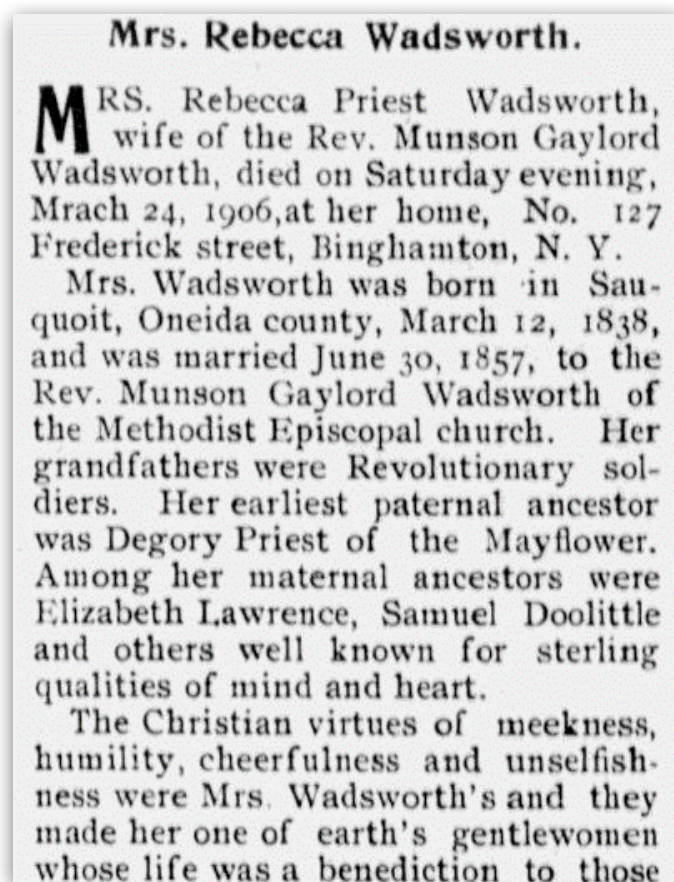 Mrs. Rebecca Wadsworth.
MRS. Rebecca Priest Wadsworth,
wife of the Rev. Munson Gaylord
Wadsworth, died on Saturday evening,
Mrach 24, 1906,at her home, No. 127
Frederick street, Binghamton, N. Y.
Mrs. Wadsworth was born in Sau-
quoit, Oneida county, March 12, 1838,
and was married June 30, 1857, to the
Rev. Munson Gaylord Wadsworth of
the Methodist Episcopal church. Her
grandfathers were Revolutionary sol-
diers. Her earliest paternal ancestor
was Degory Priest of the Mayflower.
Among her maternal ancestors were
Elizabeth Lawrence, Samuel Doolittle
and others well known for sterling
qualities of mind and heart.
The Christian virtues of meekness,
humility, cheerfulness and unselfish-
ness were Mrs. Wadsworth's and they
made her one of earth's gentlewomen
whose life was a benediction to those